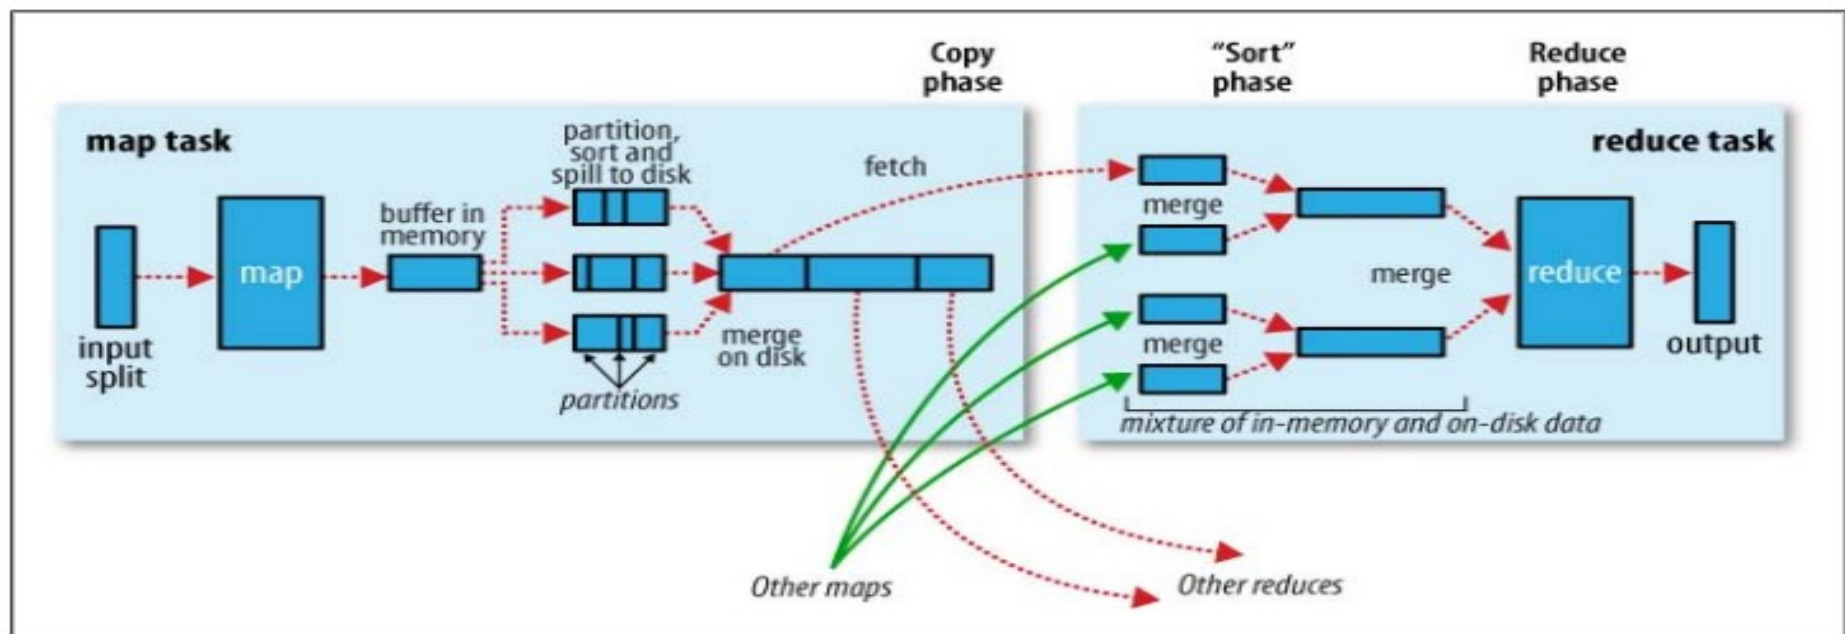 Copy
phase
“Sort”
phase
Reduce
phase
map task
reduce task
partition,
sort and
spill to disk
fetch
buffer in
memory
merge
map
merge
reduce
input
split
merge
on disk
merge
output
partitions
mixture of in-memory and on-disk data
Other maps
Other reduces